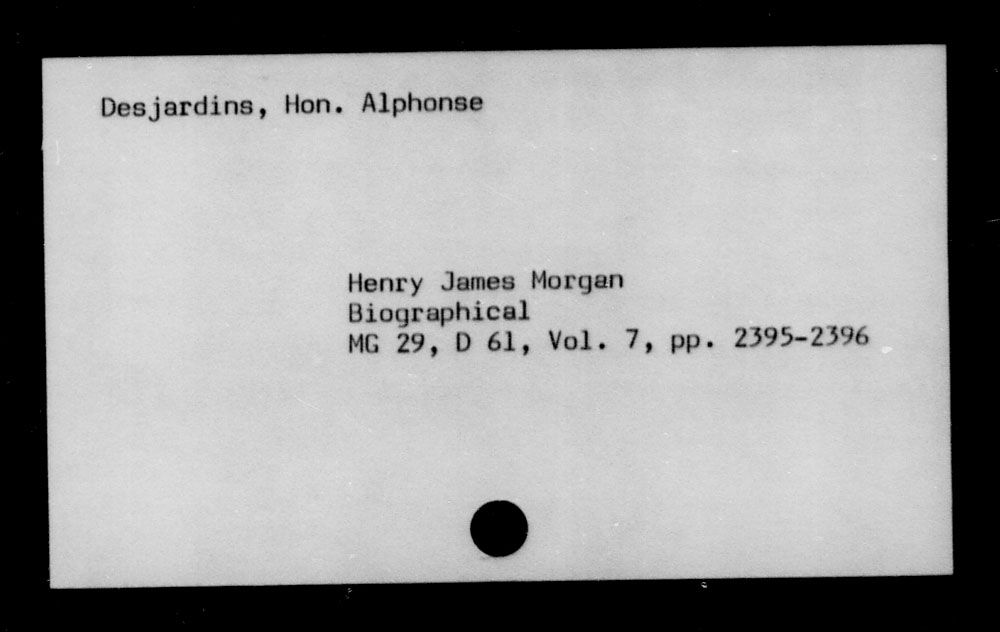 Desjardins, Hon. Alphonse
Henry James Morgan
Biographical
MG 29, D 61, Vol. 7, pp. 2395-2396